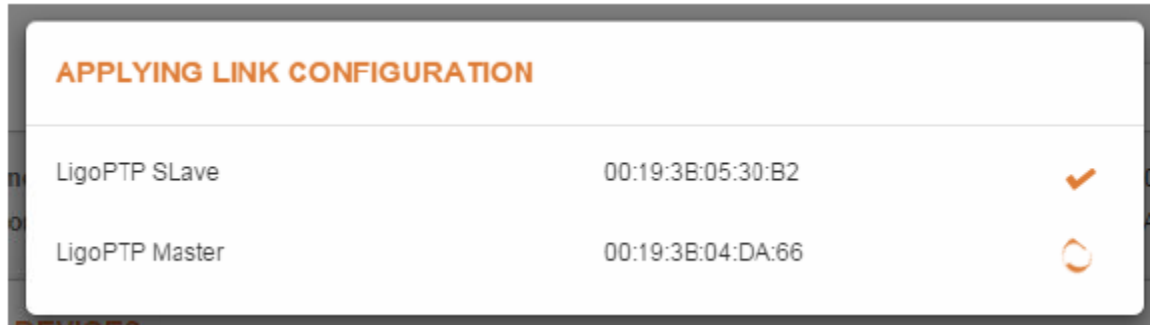 APPLYING LINK CONFIGURATION
LigoPTP SLave 00:19:3B:05:30:B2
LigoPTP Master 00:19:3B:04:DA:66